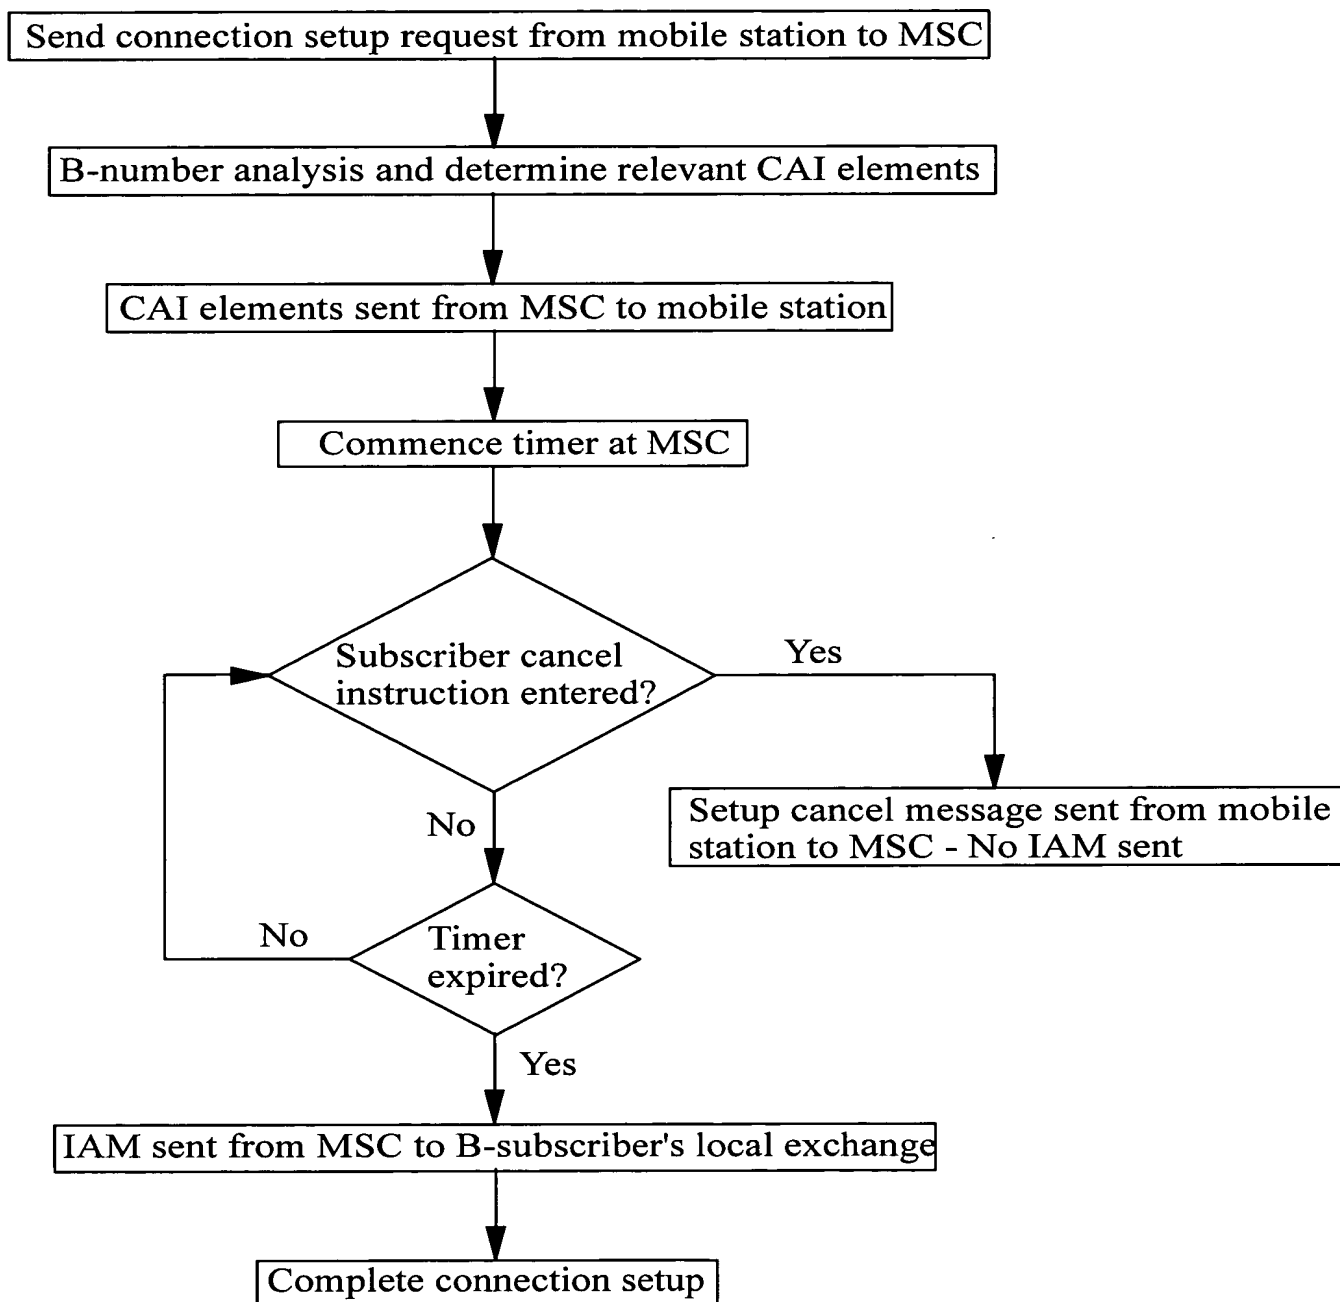 Send connection setup request from mobile station to MSC
B-number analysis and determine relevant CAI elements
CAI elements sent from MSC to mobile station
Commence timer at MSC
Subscriber cancel
instruction entered?
Yes
Setup cancel message sent from mobile
station to MSC - No IAM sent
No
No
Timer
expired?
Yes
IAM sent from MSC to B-subscriber's local exchange
Complete connection setup